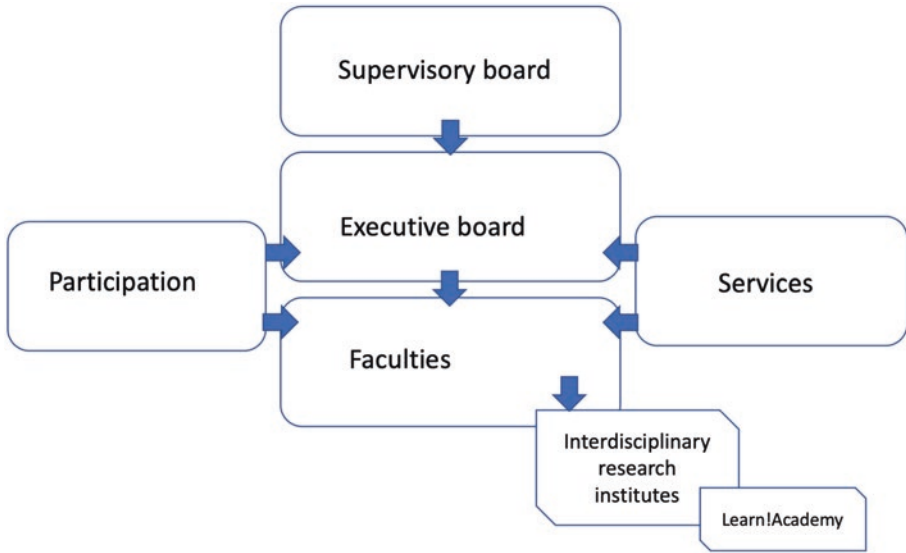 Supervisory board
Executive board
Participation
Services
Faculties
Interdisciplinary
research
institutes
Learn!Academy